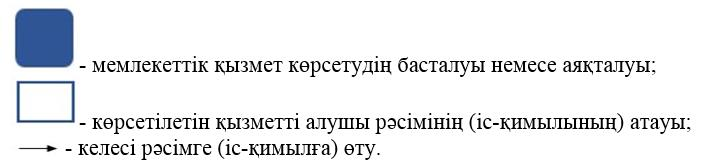 - мемлекеттік қызмет көрсетудің басталуы немесе аяқталуы;
- көрсетілетін қызметті алушы рәсімінің (іс-қимылының) атауы;
- келесі рәсімге (іс-қимылға) өту.